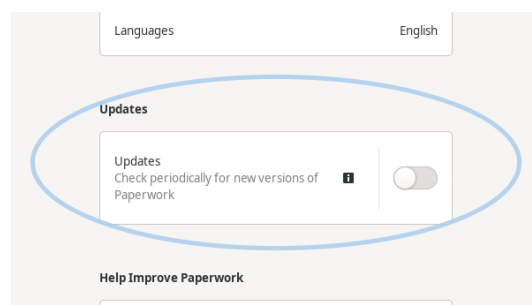 Languages English
Updates
Updates
Check periodically for new versions of
Paperwork
Help Improve Paperwork